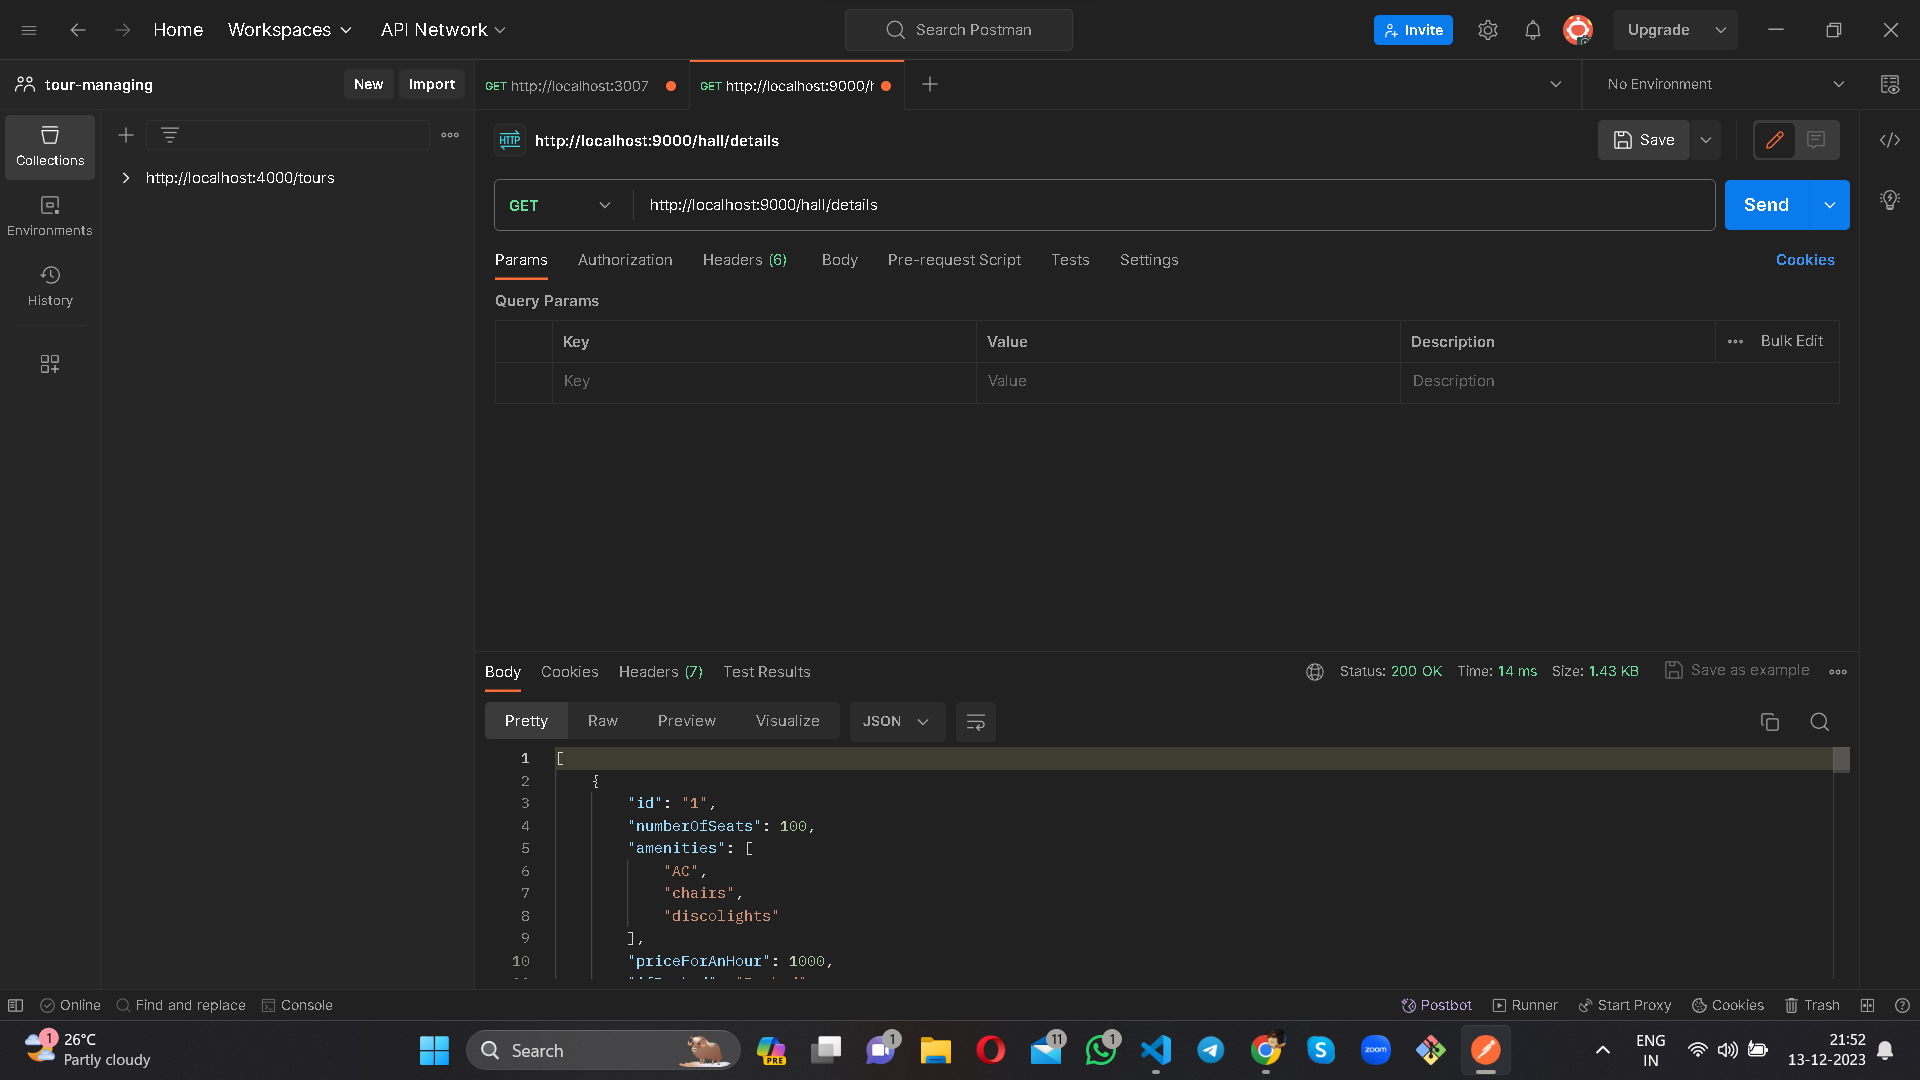 Home Workspaces API Network Search Postman Invite Upgrade
tour-managing New Import GET http://localhost:3007 GET http://localhost:9000/h No Environment
HTTP http://localhost:9000/hall/details Save
Collections
http://localhost:4000/tours
GET http://localhost:9000/hall/details Send
Environments
Params Authorization Headers (6) Body Pre-request Script Tests Settings Cookies
History
Query Params
Key Value Description Bulk Edit
Key Value Description
Body Cookies Headers (7) Test Results Status: 200 OK Time: 14 ms Size: 1.43 KB Save as example
Pretty Raw Preview Visualize JSON
1 [
2 {
3 "id": "1",
4 "numberOfSeats": 100,
5 "amenities": [
6 "AC",
7 "chairs",
8 "discolights"
9 ],
10 "priceForAnHour": 1000,
Online Find and replace Console Postbot Runner Start Proxy Cookies Trash
1 26°C
Partly cloudy
Search PRE 1 11 1 zoom
ENG
IN
21:52
13-12-2023